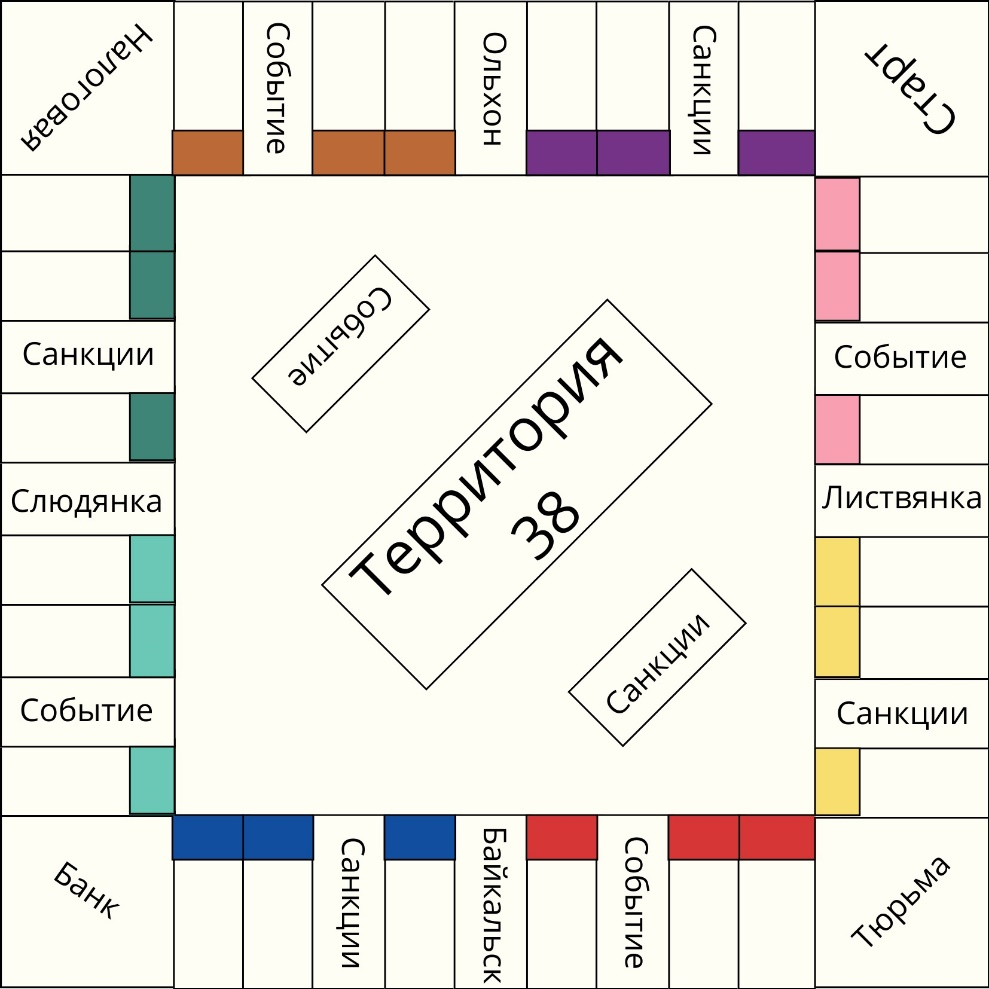 Налоговая
Событие
Ольхон
Санкции
Старт
Событие
Санкции
Событие
Территория
38
Слюдянка
Листвянка
Санкции
Событие
Санкции
Банк
Санкции
Байкальск
Событие
Тюрьма